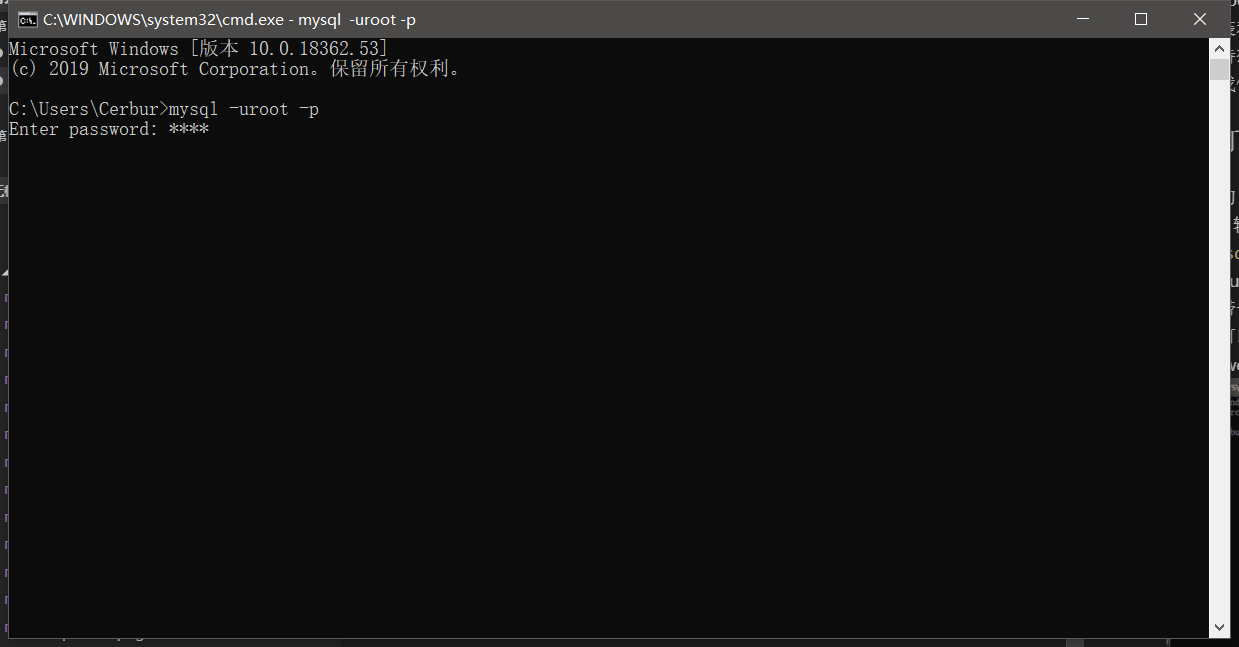 C:\WINDOWS\system32\cmd.exe - mysql  -uroot -p
Microsoft Windows [版本 10.0.18362.53]
(c) 2019 Microsoft Corporation。保留所有权利。
C:\Users\Cerbur>mysql -uroot -p
Enter password: ****